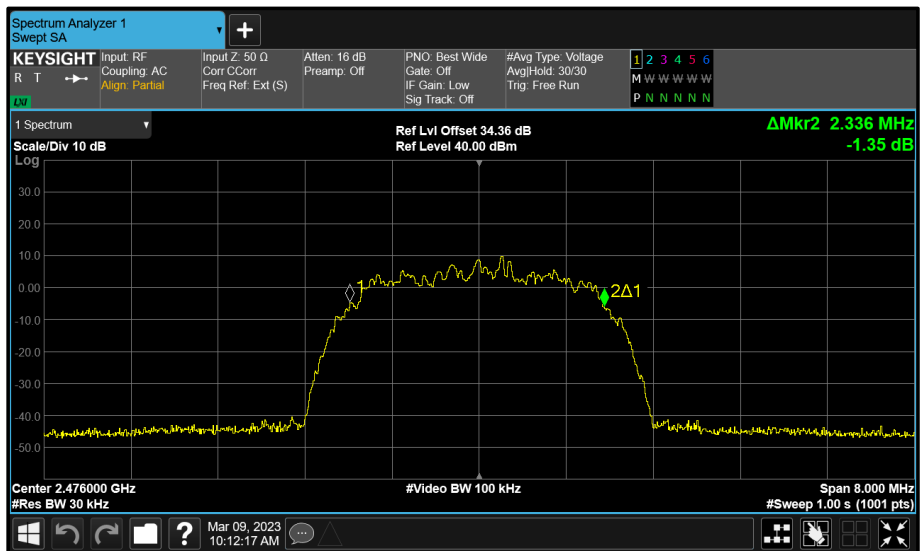 Spectrum Analyzer 1
Swept SA
+
KEYSIGHT
R T
LXI
Input: RF
Coupling: AC
Align: Partial
Input Z: 50 Ω
Corr CCorr
Freq Ref: Ext (S)
Atten: 16 dB
Preamp: Off
PNO: Best Wide
Gate: Off
IF Gain: Low
Sig Track: Off
#Avg Type: Voltage
Avg|Hold: 30/30
Trig: Free Run
1 2 3 4 5 6
M W W W W W
P N N N N N
1 Spectrum
Scale/Div 10 dB
Ref Lvl Offset 34.36 dB
Ref Level 40.00 dBm
ΔMkr2 2.336 MHz
-1.35 dB
Log
30.0
20.0
10.0
0.00
-10.0
-20.0
-30.0
-40.0
-50.0
1
2Δ1
Center 2.476000 GHz
#Res BW 30 kHz
#Video BW 100 kHz
Span 8.000 MHz
#Sweep 1.00 s (1001 pts)
?
Mar 09, 2023
10:12:17 AM